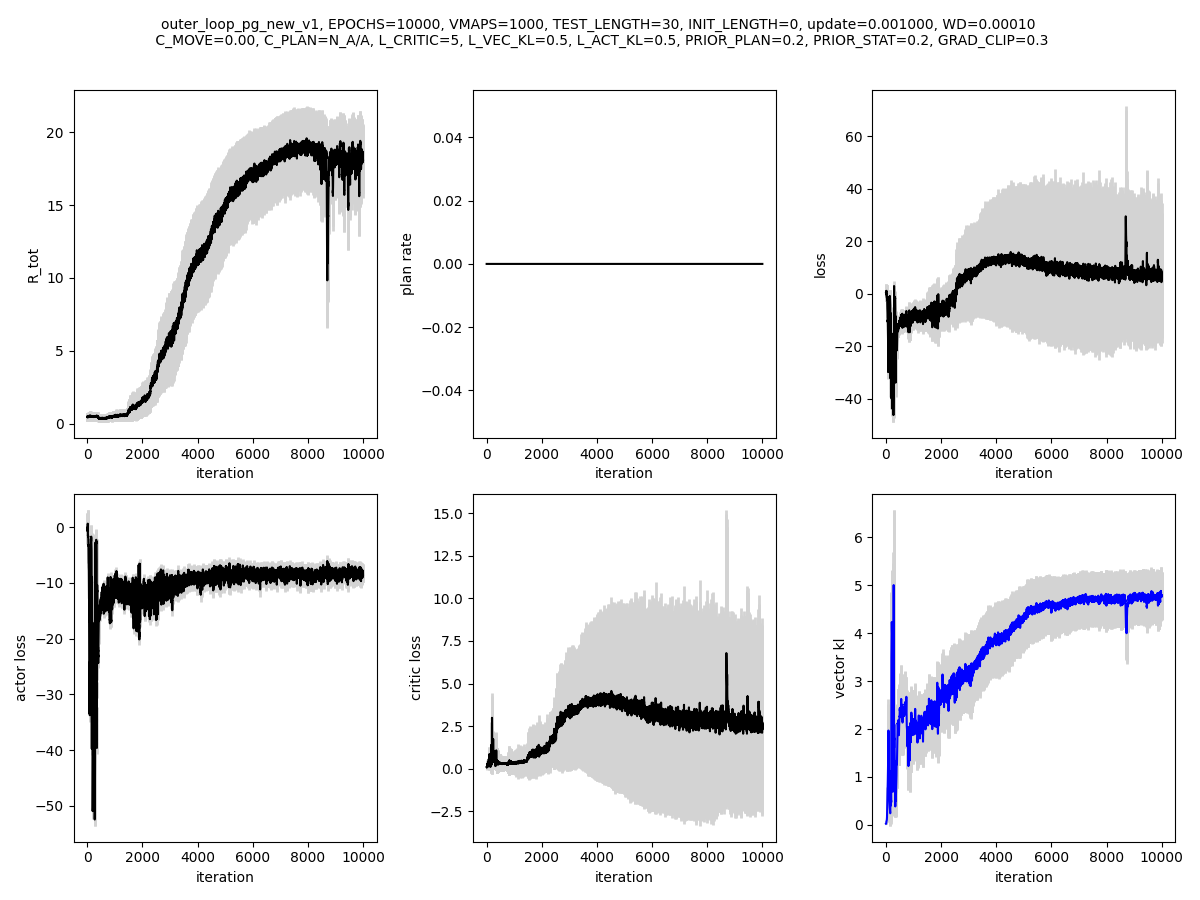 outer_loop_pg_new_v1, EPOCHS=10000, VMAPS=1000, TEST_LENGTH=30, INIT_LENGTH=0, update=0.001000, WD=0.00010
C_MOVE=0.00, C_PLAN=N_A/A, L_CRITIC=5, L_VEC_KL=0.5, L_ACT_KL=0.5, PRIOR_PLAN=0.2, PRIOR_STAT=0.2, GRAD_CLIP=0.3
R_tot
20
15
10
5
0
0 2000 4000 6000 8000 10000
iteration
plan rate
0.04
0.02
0.00
−0.02
−0.04
0 2000 4000 6000 8000 10000
iteration
loss
60
40
20
0
−20
−40
0 2000 4000 6000 8000 10000
iteration
actor loss
0
−10
−20
−30
−40
−50
0 2000 4000 6000 8000 10000
iteration
critic loss
15.0
12.5
10.0
7.5
5.0
2.5
0.0
−2.5
0 2000 4000 6000 8000 10000
iteration
vector kl
6
5
4
3
2
1
0
0 2000 4000 6000 8000 10000
iteration